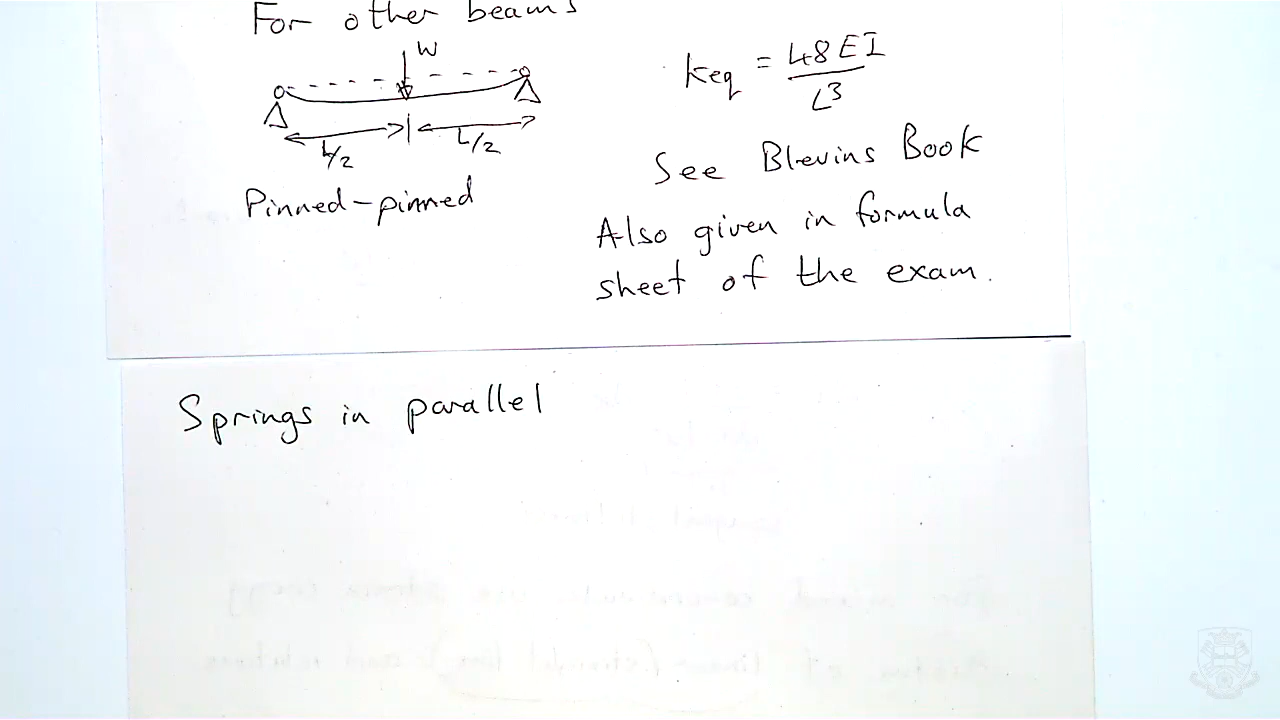 For other beams
W
L/2
L/2
Pinned-pinned
keq = 48EI / L³
See Blevins Book
Also given in formula
sheet of the exam.
Springs in parallel